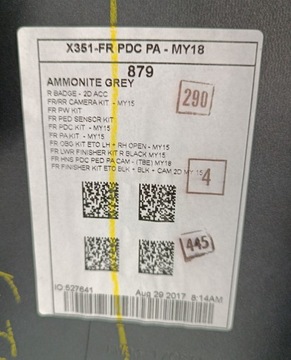 X351-FR PDC PA - MY18
879
AMMONITE GREY
R BADGE - 2D ACC
FR/RR CAMERA KIT - MY15
FR PW KIT
FR PED SENSOR KIT
FR PDC KIT - MY15
FR PA KIT - MY15
FR OBG KIT ETO LH + RH OPEN - MY15
FR LWR FINISHER KIT R BLACK MY15
FR HNS PDC PED PA CAM - (TBE) MY18
FR FINISHER KIT ETO BLK + BLK + CAM 2D MY 15
290
4
445
ID:527641
Aug 29 2017 8:14AM